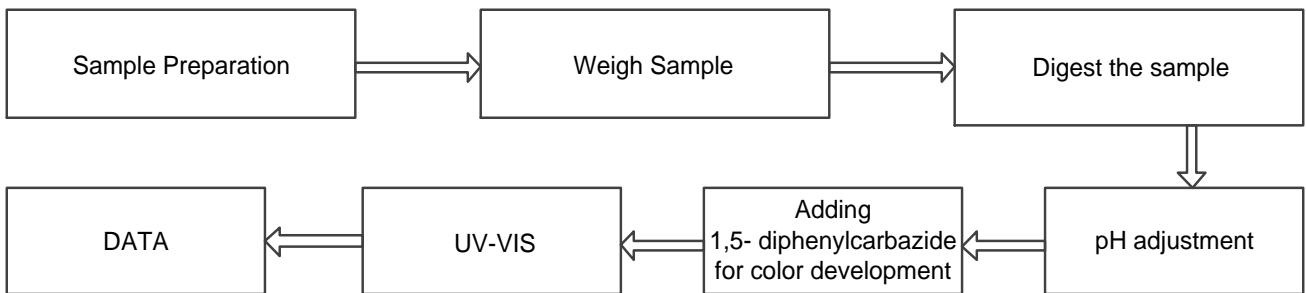 Sample Preparation
Weigh Sample
Digest the sample
pH adjustment
Adding
1,5- diphenylcarbazide
for color development
UV-VIS
DATA